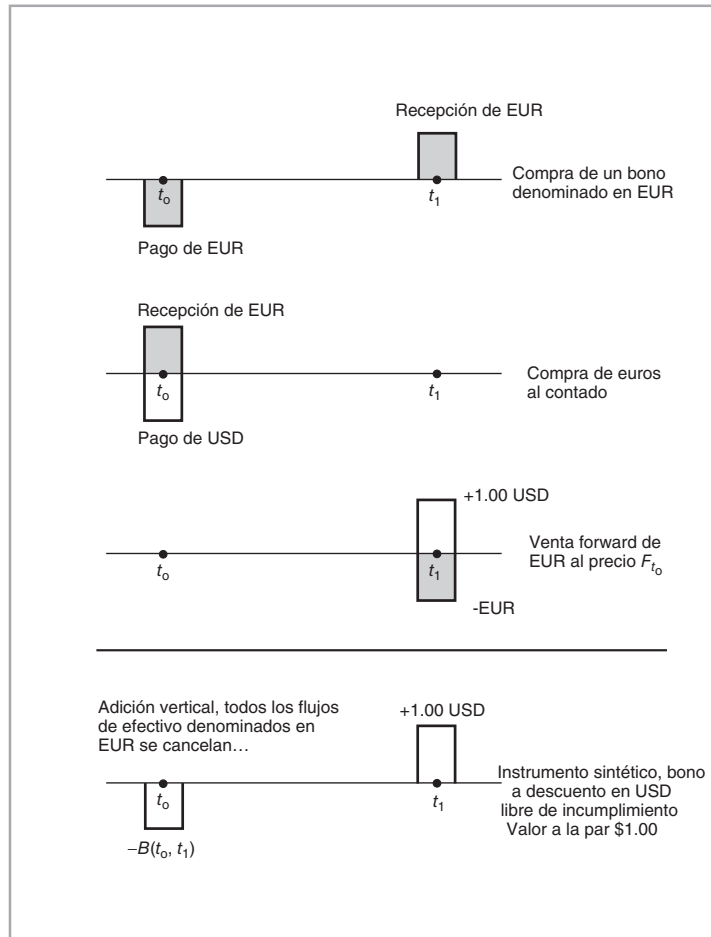 Recepción de EUR
t₀
t₁
Compra de un bono
denominado en EUR
Pago de EUR
Recepción de EUR
t₀
t₁
Compra de euros
al contado
Pago de USD
+1.00 USD
t₀
t₁
Venta forward de
EUR al precio Fₜ₀
-EUR
Adición vertical, todos los flujos
de efectivo denominados en
EUR se cancelan…
+1.00 USD
t₀
t₁
Instrumento sintético, bono
a descuento en USD
libre de incumplimiento
Valor a la par $1.00
–B(t₀, t₁)